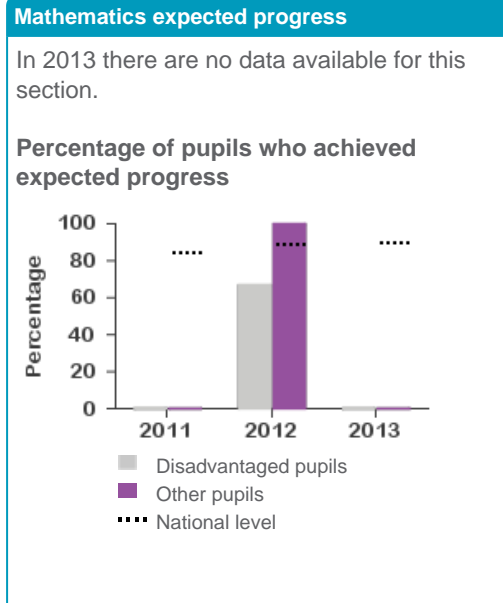 Mathematics expected progress
In 2013 there are no data available for this
section.
Percentage of pupils who achieved
expected progress
Percentage
100
80
60
40
20
0
2011 2012 2013
Disadvantaged pupils
Other pupils
National level